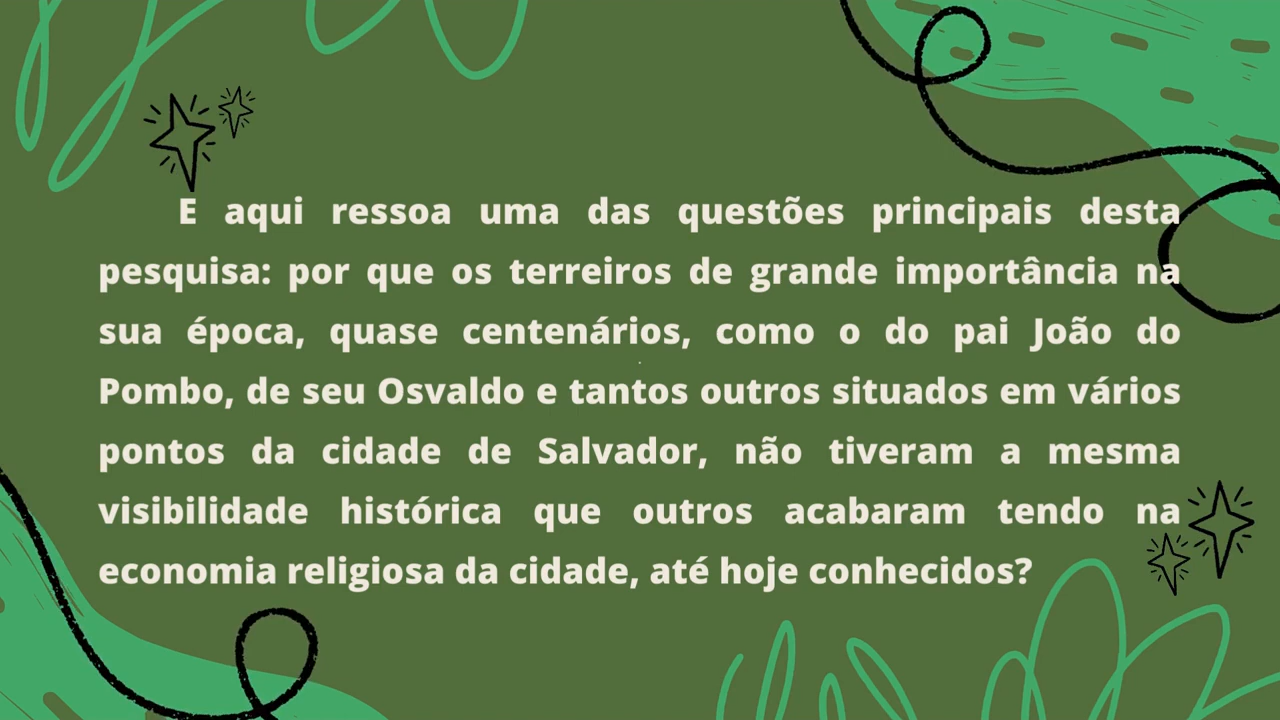 E aqui ressoa uma das questões principais desta
pesquisa: por que os terreiros de grande importância na
sua época, quase centenários, como o do pai João do
Pombo, de seu Osvaldo e tantos outros situados em vários
pontos da cidade de Salvador, não tiveram a mesma
visibilidade histórica que outros acabaram tendo na
economia religiosa da cidade, até hoje conhecidos?